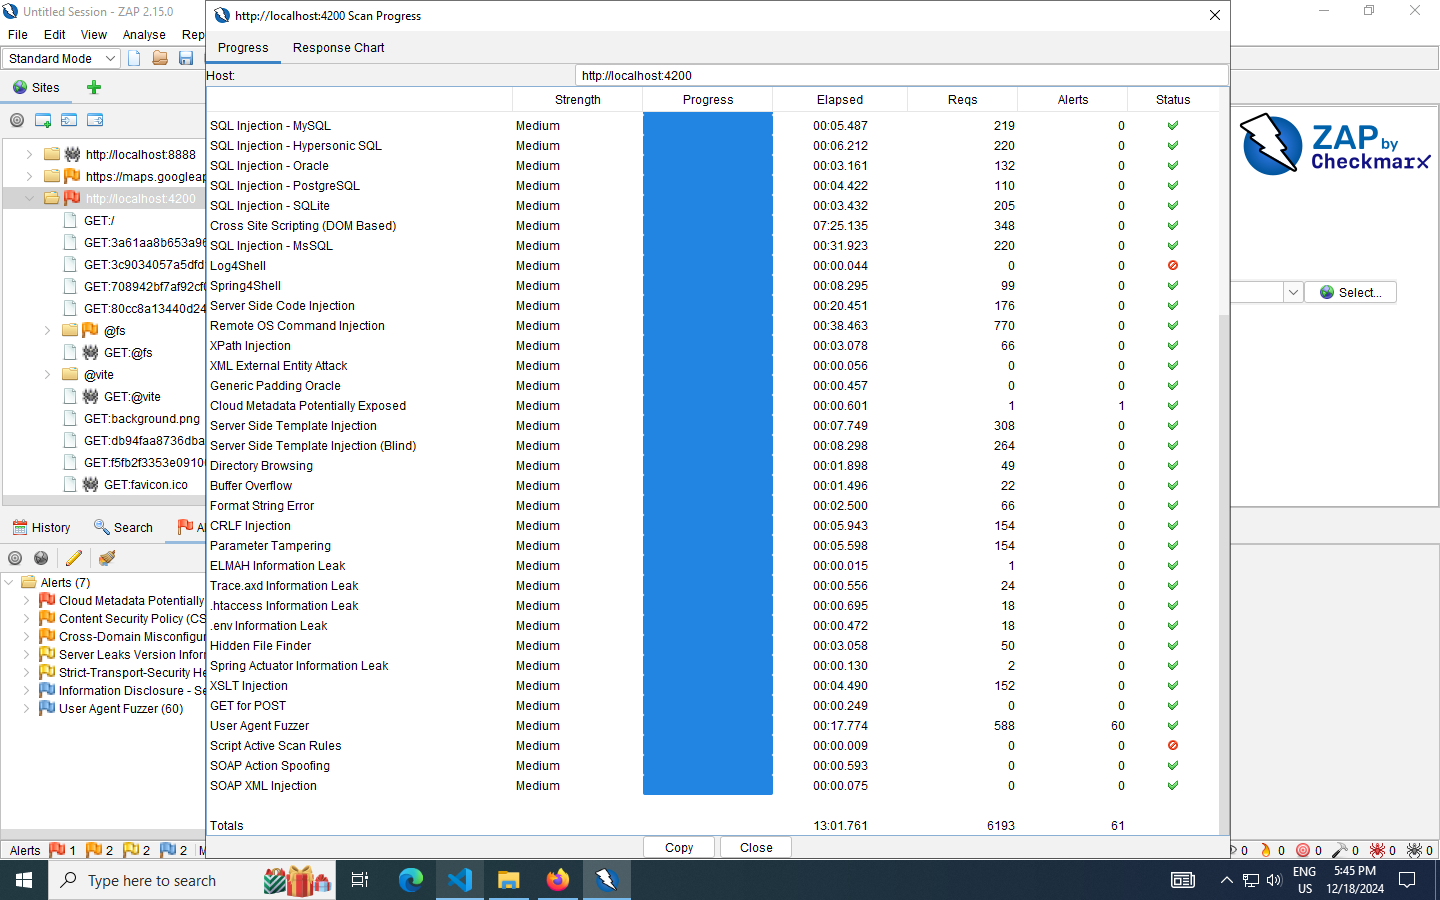 Untitled Session - ZAP 2.15.0
http://localhost:4200 Scan Progress
File Edit View Analyse Rep
Progress Response Chart
Standard Mode
Host: http://localhost:4200
Sites
Strength Progress Elapsed Reqs Alerts Status
SQL Injection - MySQL Medium 00:05.487 219 0
SQL Injection - Hypersonic SQL Medium 00:06.212 220 0
SQL Injection - Oracle Medium 00:03.161 132 0
SQL Injection - PostgreSQL Medium 00:04.422 110 0
SQL Injection - SQLite Medium 00:03.432 205 0
Cross Site Scripting (DOM Based) Medium 07:25.135 348 0
SQL Injection - MsSQL Medium 00:31.923 220 0
Log4Shell Medium 00:00.044 0 0
Spring4Shell Medium 00:08.295 99 0
Server Side Code Injection Medium 00:20.451 176 0
Remote OS Command Injection Medium 00:38.463 770 0
XPath Injection Medium 00:03.078 66 0
XML External Entity Attack Medium 00:00.056 0 0
Generic Padding Oracle Medium 00:00.457 0 0
Cloud Metadata Potentially Exposed Medium 00:00.601 1 1
Server Side Template Injection Medium 00:07.749 308 0
Server Side Template Injection (Blind) Medium 00:08.298 264 0
Directory Browsing Medium 00:01.898 49 0
Buffer Overflow Medium 00:01.496 22 0
Format String Error Medium 00:02.500 66 0
CRLF Injection Medium 00:05.943 154 0
Parameter Tampering Medium 00:05.598 154 0
ELMAH Information Leak Medium 00:00.015 1 0
Trace.axd Information Leak Medium 00:00.556 24 0
.htaccess Information Leak Medium 00:00.695 18 0
.env Information Leak Medium 00:00.472 18 0
Hidden File Finder Medium 00:03.058 50 0
Spring Actuator Information Leak Medium 00:00.130 2 0
XSLT Injection Medium 00:04.490 152 0
GET for POST Medium 00:00.249 0 0
User Agent Fuzzer Medium 00:17.774 588 60
Script Active Scan Rules Medium 00:00.009 0 0
SOAP Action Spoofing Medium 00:00.593 0 0
SOAP XML Injection Medium 00:00.075 0 0
Totals 13:01.761 6193 61
Copy Close
http://localhost:8888
https://maps.googleap
http://localhost:4200
GET:/
GET:3a61aa8b653a96
GET:3c9034057a5dfd
GET:708942bf7af92cf
GET:80cc8a13440d24
@fs
GET:@fs
@vite
GET:@vite
GET:background.png
GET:db94faa8736dba
GET:f5fb2f3353e0910
GET:favicon.ico
History Search Al
Alerts (7)
Cloud Metadata Potentially
Content Security Policy (CS
Cross-Domain Misconfigur
Server Leaks Version Infor
Strict-Transport-Security He
Information Disclosure - Se
User Agent Fuzzer (60)
ZAP by
Checkmarx
Select...
Alerts 1 2 2 2 M
0 0 0 0 0 0
Type here to search
ENG
US
5:45 PM
12/18/2024